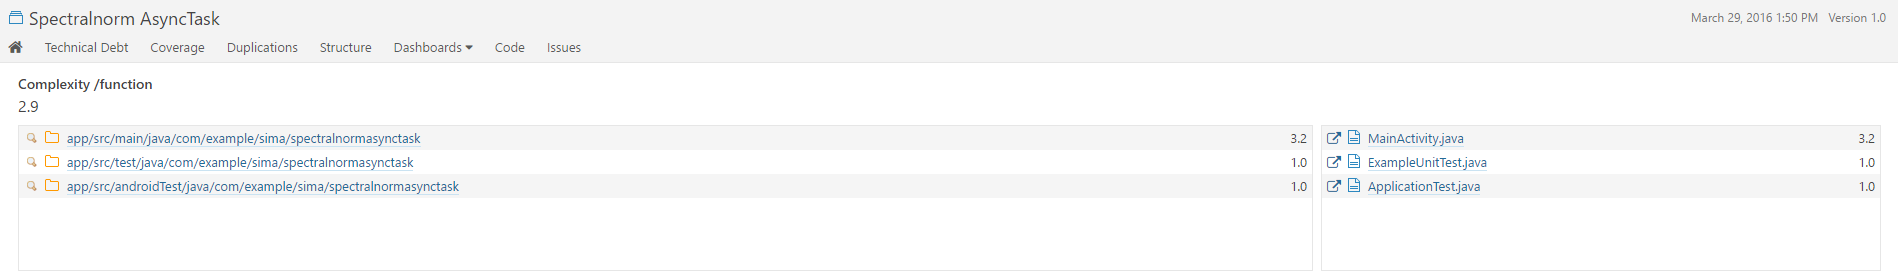 Spectralnorm AsyncTask
March 29, 2016 1:50 PM Version 1.0
Technical Debt Coverage Duplications Structure Dashboards Code Issues
Complexity /function
2.9
app/src/main/java/com/example/sima/spectralnormasynctask 3.2
app/src/test/java/com/example/sima/spectralnormasynctask 1.0
app/src/androidTest/java/com/example/sima/spectralnormasynctask 1.0
MainActivity.java 3.2
ExampleUnitTest.java 1.0
ApplicationTest.java 1.0